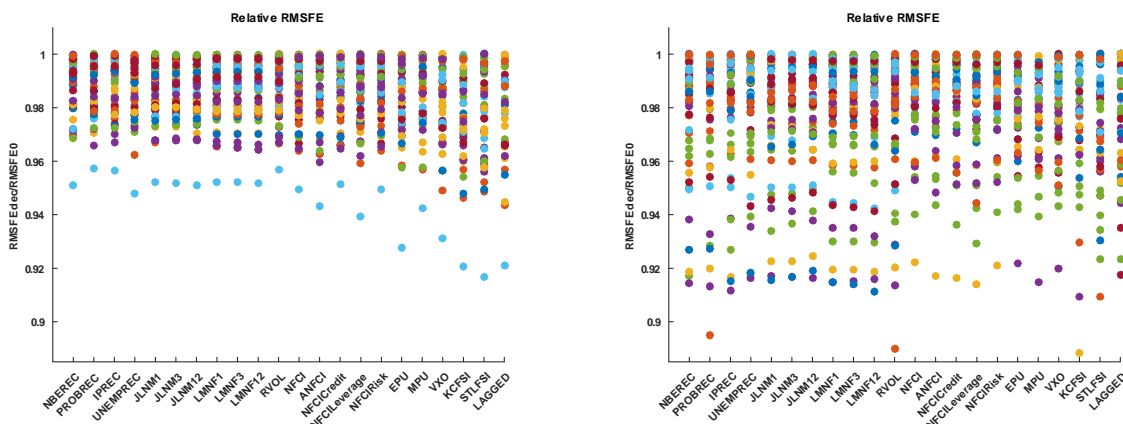 Relative RMSFE
RMSFEdcc/RMSFE0
1
0.98
0.96
0.94
0.92
0.9
NBEREC
PROBREC
IPREC
UNEMPREC
JLNM1
JLNM3
JLNM12
LMNF1
LMNF3
LMNF12
RVOL
NFCI
ANFCI
NFCICredit
NFCILeverage
NFCIRisk
EPU
MPU
VXO
KCFSI
STLFSI
LAGGED
Relative RMSFE
RMSFEdcc/RMSFE0
1
0.98
0.96
0.94
0.92
0.9
NBEREC
PROBREC
IPREC
UNEMPREC
JLNM1
JLNM3
JLNM12
LMNF1
LMNF3
LMNF12
RVOL
NFCI
ANFCI
NFCICredit
NFCILeverage
NFCIRisk
EPU
MPU
VXO
KCFSI
STLFSI
LAGGED